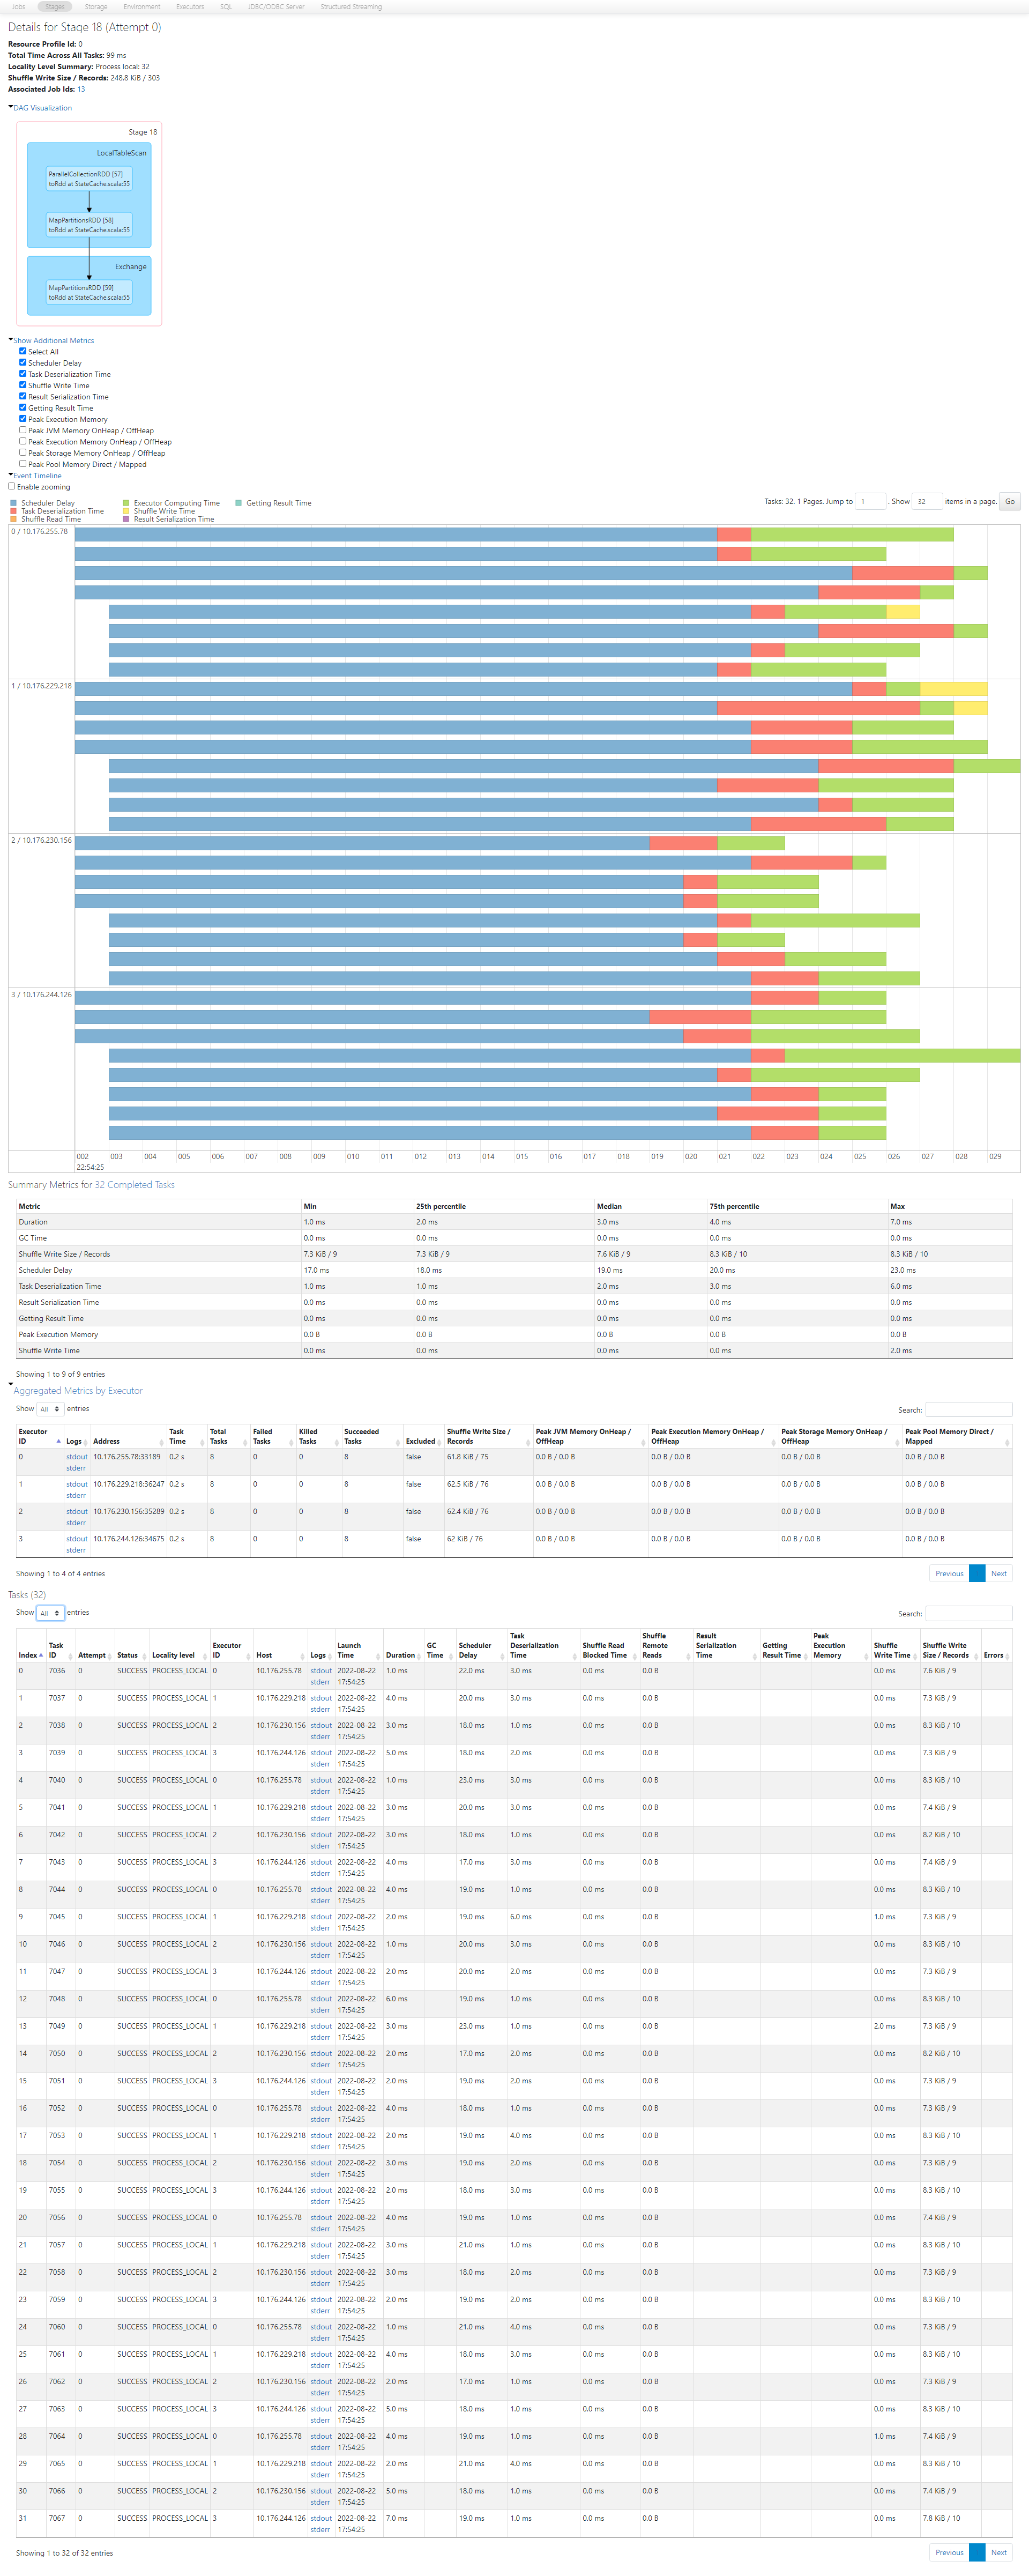 Jobs Stages Storage Environment Executors SQL JDBC/ODBC Server Structured Streaming
Details for Stage 18 (Attempt 0)
Resource Profile Id: 0
Total Time Across All Tasks: 99 ms
Locality Level Summary: Process local: 32
Shuffle Write Size / Records: 248.8 KiB / 303
Associated Job Ids: 13
DAG Visualization
Stage 18
LocalTableScan
ParallelCollectionRDD [57]
toRdd at StateCache.scala:55
MapPartitionsRDD [58]
toRdd at StateCache.scala:55
Exchange
MapPartitionsRDD [59]
toRdd at StateCache.scala:55
Show Additional Metrics
Select All
Scheduler Delay
Task Deserialization Time
Shuffle Write Time
Result Serialization Time
Getting Result Time
Peak Execution Memory
Peak JVM Memory OnHeap / OffHeap
Peak Execution Memory OnHeap / OffHeap
Peak Storage Memory OnHeap / OffHeap
Peak Pool Memory Direct / Mapped
Event Timeline
Enable zooming
Scheduler Delay Executor Computing Time Getting Result Time
Task Deserialization Time Shuffle Write Time
Shuffle Read Time Result Serialization Time
Tasks: 32. 1 Pages. Jump to 1 . Show 32 items in a page. Go
0 / 10.176.255.78
1 / 10.176.229.218
2 / 10.176.230.156
3 / 10.176.244.126
002 003 004 005 006 007 008 009 010 011 012 013 014 015 016 017 018 019 020 021 022 023 024 025 026 027 028 029
22:54:25
Summary Metrics for 32 Completed Tasks
Metric Min 25th percentile Median 75th percentile Max
Duration 1.0 ms 2.0 ms 3.0 ms 4.0 ms 7.0 ms
GC Time 0.0 ms 0.0 ms 0.0 ms 0.0 ms 0.0 ms
Shuffle Write Size / Records 7.3 KiB / 9 7.3 KiB / 9 7.6 KiB / 9 8.3 KiB / 10 8.3 KiB / 10
Scheduler Delay 17.0 ms 18.0 ms 19.0 ms 20.0 ms 23.0 ms
Task Deserialization Time 1.0 ms 1.0 ms 2.0 ms 3.0 ms 6.0 ms
Result Serialization Time 0.0 ms 0.0 ms 0.0 ms 0.0 ms 0.0 ms
Getting Result Time 0.0 ms 0.0 ms 0.0 ms 0.0 ms 0.0 ms
Peak Execution Memory 0.0 B 0.0 B 0.0 B 0.0 B 0.0 B
Shuffle Write Time 0.0 ms 0.0 ms 0.0 ms 0.0 ms 2.0 ms
Showing 1 to 9 of 9 entries
Aggregated Metrics by Executor
Show All entries Search:
Executor ID Logs Address Task Time Total Tasks Failed Tasks Killed Tasks Succeeded Tasks Excluded Shuffle Write Size / Records Peak JVM Memory OnHeap / OffHeap Peak Execution Memory OnHeap / OffHeap Peak Storage Memory OnHeap / OffHeap Peak Pool Memory Direct / Mapped
0 stdout stderr 10.176.255.78:33189 0.2 s 8 0 0 8 false 61.8 KiB / 75 0.0 B / 0.0 B 0.0 B / 0.0 B 0.0 B / 0.0 B 0.0 B / 0.0 B
1 stdout stderr 10.176.229.218:36247 0.2 s 8 0 0 8 false 62.5 KiB / 76 0.0 B / 0.0 B 0.0 B / 0.0 B 0.0 B / 0.0 B 0.0 B / 0.0 B
2 stdout stderr 10.176.230.156:35289 0.2 s 8 0 0 8 false 62.4 KiB / 76 0.0 B / 0.0 B 0.0 B / 0.0 B 0.0 B / 0.0 B 0.0 B / 0.0 B
3 stdout stderr 10.176.244.126:34675 0.2 s 8 0 0 8 false 62 KiB / 76 0.0 B / 0.0 B 0.0 B / 0.0 B 0.0 B / 0.0 B 0.0 B / 0.0 B
Showing 1 to 4 of 4 entries Previous Next
Tasks (32)
Show All entries Search:
Index Task ID Attempt Status Locality level Executor ID Host Logs Launch Time Duration GC Time Scheduler Delay Task Deserialization Time Shuffle Read Blocked Time Shuffle Remote Reads Result Serialization Time Getting Result Time Peak Execution Memory Shuffle Write Time Shuffle Write Size / Records Errors
0 7036 0 SUCCESS PROCESS_LOCAL 0 10.176.255.78 stdout stderr 2022-08-22 17:54:25 1.0 ms 22.0 ms 3.0 ms 0.0 ms 0.0 B 0.0 ms 7.6 KiB / 9
1 7037 0 SUCCESS PROCESS_LOCAL 1 10.176.229.218 stdout stderr 2022-08-22 17:54:25 4.0 ms 20.0 ms 3.0 ms 0.0 ms 0.0 B 0.0 ms 7.3 KiB / 9
2 7038 0 SUCCESS PROCESS_LOCAL 2 10.176.230.156 stdout stderr 2022-08-22 17:54:25 3.0 ms 18.0 ms 1.0 ms 0.0 ms 0.0 B 0.0 ms 8.3 KiB / 10
3 7039 0 SUCCESS PROCESS_LOCAL 3 10.176.244.126 stdout stderr 2022-08-22 17:54:25 5.0 ms 18.0 ms 2.0 ms 0.0 ms 0.0 B 0.0 ms 7.3 KiB / 9
4 7040 0 SUCCESS PROCESS_LOCAL 0 10.176.255.78 stdout stderr 2022-08-22 17:54:25 1.0 ms 23.0 ms 3.0 ms 0.0 ms 0.0 B 0.0 ms 8.3 KiB / 10
5 7041 0 SUCCESS PROCESS_LOCAL 1 10.176.229.218 stdout stderr 2022-08-22 17:54:25 3.0 ms 20.0 ms 3.0 ms 0.0 ms 0.0 B 0.0 ms 7.4 KiB / 9
6 7042 0 SUCCESS PROCESS_LOCAL 2 10.176.230.156 stdout stderr 2022-08-22 17:54:25 3.0 ms 18.0 ms 1.0 ms 0.0 ms 0.0 B 0.0 ms 8.2 KiB / 10
7 7043 0 SUCCESS PROCESS_LOCAL 3 10.176.244.126 stdout stderr 2022-08-22 17:54:25 4.0 ms 17.0 ms 3.0 ms 0.0 ms 0.0 B 0.0 ms 7.4 KiB / 9
8 7044 0 SUCCESS PROCESS_LOCAL 0 10.176.255.78 stdout stderr 2022-08-22 17:54:25 4.0 ms 19.0 ms 1.0 ms 0.0 ms 0.0 B 0.0 ms 8.3 KiB / 10
9 7045 0 SUCCESS PROCESS_LOCAL 1 10.176.229.218 stdout stderr 2022-08-22 17:54:25 2.0 ms 19.0 ms 6.0 ms 0.0 ms 0.0 B 1.0 ms 7.3 KiB / 9
10 7046 0 SUCCESS PROCESS_LOCAL 2 10.176.230.156 stdout stderr 2022-08-22 17:54:25 1.0 ms 20.0 ms 3.0 ms 0.0 ms 0.0 B 0.0 ms 8.3 KiB / 10
11 7047 0 SUCCESS PROCESS_LOCAL 3 10.176.244.126 stdout stderr 2022-08-22 17:54:25 2.0 ms 20.0 ms 2.0 ms 0.0 ms 0.0 B 0.0 ms 7.3 KiB / 9
12 7048 0 SUCCESS PROCESS_LOCAL 0 10.176.255.78 stdout stderr 2022-08-22 17:54:25 6.0 ms 19.0 ms 1.0 ms 0.0 ms 0.0 B 0.0 ms 8.3 KiB / 10
13 7049 0 SUCCESS PROCESS_LOCAL 1 10.176.229.218 stdout stderr 2022-08-22 17:54:25 3.0 ms 23.0 ms 1.0 ms 0.0 ms 0.0 B 2.0 ms 7.3 KiB / 9
14 7050 0 SUCCESS PROCESS_LOCAL 2 10.176.230.156 stdout stderr 2022-08-22 17:54:25 2.0 ms 17.0 ms 2.0 ms 0.0 ms 0.0 B 0.0 ms 8.2 KiB / 10
15 7051 0 SUCCESS PROCESS_LOCAL 3 10.176.244.126 stdout stderr 2022-08-22 17:54:25 2.0 ms 19.0 ms 2.0 ms 0.0 ms 0.0 B 0.0 ms 7.3 KiB / 9
16 7052 0 SUCCESS PROCESS_LOCAL 0 10.176.255.78 stdout stderr 2022-08-22 17:54:25 4.0 ms 18.0 ms 1.0 ms 0.0 ms 0.0 B 0.0 ms 7.3 KiB / 9
17 7053 0 SUCCESS PROCESS_LOCAL 1 10.176.229.218 stdout stderr 2022-08-22 17:54:25 2.0 ms 19.0 ms 4.0 ms 0.0 ms 0.0 B 0.0 ms 8.3 KiB / 10
18 7054 0 SUCCESS PROCESS_LOCAL 2 10.176.230.156 stdout stderr 2022-08-22 17:54:25 3.0 ms 19.0 ms 2.0 ms 0.0 ms 0.0 B 0.0 ms 7.3 KiB / 9
19 7055 0 SUCCESS PROCESS_LOCAL 3 10.176.244.126 stdout stderr 2022-08-22 17:54:25 2.0 ms 18.0 ms 3.0 ms 0.0 ms 0.0 B 0.0 ms 8.3 KiB / 10
20 7056 0 SUCCESS PROCESS_LOCAL 0 10.176.255.78 stdout stderr 2022-08-22 17:54:25 4.0 ms 19.0 ms 1.0 ms 0.0 ms 0.0 B 0.0 ms 7.4 KiB / 9
21 7057 0 SUCCESS PROCESS_LOCAL 1 10.176.229.218 stdout stderr 2022-08-22 17:54:25 3.0 ms 21.0 ms 1.0 ms 0.0 ms 0.0 B 0.0 ms 8.3 KiB / 10
22 7058 0 SUCCESS PROCESS_LOCAL 2 10.176.230.156 stdout stderr 2022-08-22 17:54:25 3.0 ms 18.0 ms 2.0 ms 0.0 ms 0.0 B 0.0 ms 7.3 KiB / 9
23 7059 0 SUCCESS PROCESS_LOCAL 3 10.176.244.126 stdout stderr 2022-08-22 17:54:25 2.0 ms 19.0 ms 2.0 ms 0.0 ms 0.0 B 0.0 ms 8.3 KiB / 10
24 7060 0 SUCCESS PROCESS_LOCAL 0 10.176.255.78 stdout stderr 2022-08-22 17:54:25 1.0 ms 21.0 ms 4.0 ms 0.0 ms 0.0 B 0.0 ms 7.3 KiB / 9
25 7061 0 SUCCESS PROCESS_LOCAL 1 10.176.229.218 stdout stderr 2022-08-22 17:54:25 4.0 ms 18.0 ms 3.0 ms 0.0 ms 0.0 B 0.0 ms 8.3 KiB / 10
26 7062 0 SUCCESS PROCESS_LOCAL 2 10.176.230.156 stdout stderr 2022-08-22 17:54:25 2.0 ms 17.0 ms 1.0 ms 0.0 ms 0.0 B 0.0 ms 7.3 KiB / 9
27 7063 0 SUCCESS PROCESS_LOCAL 3 10.176.244.126 stdout stderr 2022-08-22 17:54:25 5.0 ms 18.0 ms 1.0 ms 0.0 ms 0.0 B 0.0 ms 8.3 KiB / 10
28 7064 0 SUCCESS PROCESS_LOCAL 0 10.176.255.78 stdout stderr 2022-08-22 17:54:25 4.0 ms 19.0 ms 1.0 ms 0.0 ms 0.0 B 1.0 ms 7.4 KiB / 9
29 7065 0 SUCCESS PROCESS_LOCAL 1 10.176.229.218 stdout stderr 2022-08-22 17:54:25 2.0 ms 21.0 ms 4.0 ms 0.0 ms 0.0 B 0.0 ms 8.3 KiB / 10
30 7066 0 SUCCESS PROCESS_LOCAL 2 10.176.230.156 stdout stderr 2022-08-22 17:54:25 5.0 ms 18.0 ms 1.0 ms 0.0 ms 0.0 B 0.0 ms 7.4 KiB / 9
31 7067 0 SUCCESS PROCESS_LOCAL 3 10.176.244.126 stdout stderr 2022-08-22 17:54:25 7.0 ms 19.0 ms 1.0 ms 0.0 ms 0.0 B 0.0 ms 7.8 KiB / 10
Showing 1 to 32 of 32 entries Previous Next